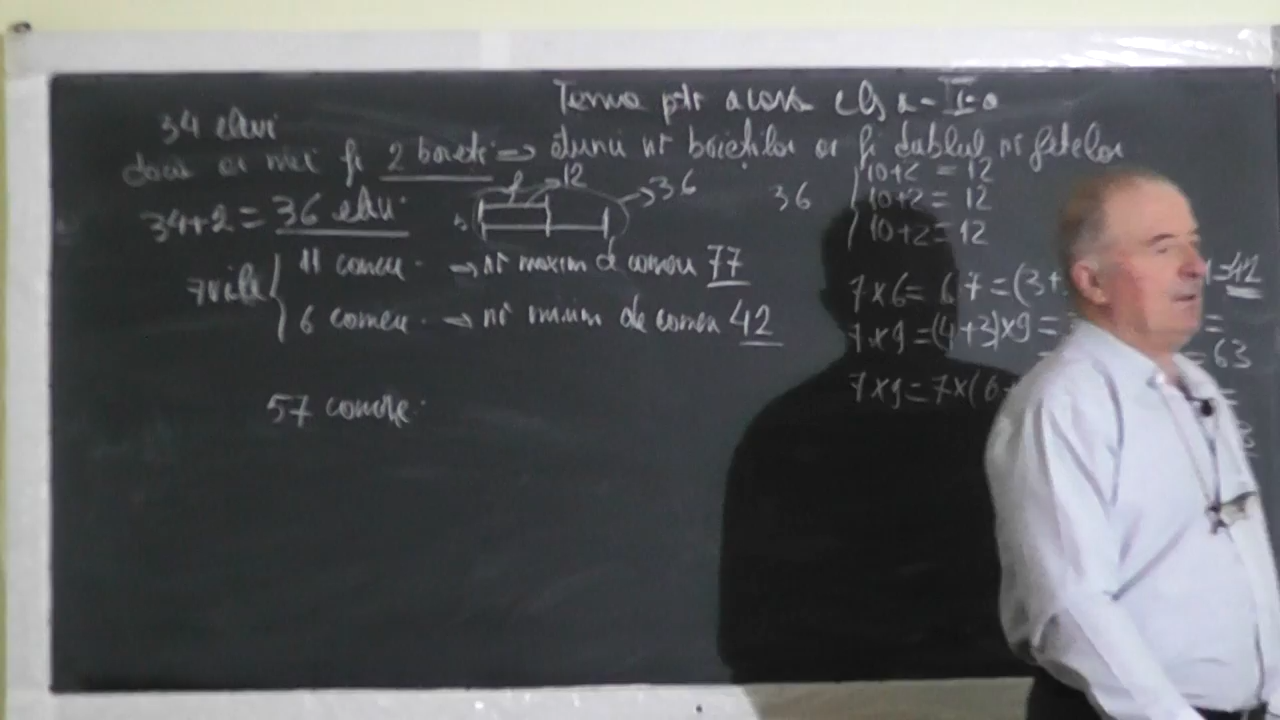 Tema ptr acasă cls a-II-a
34 elevi
dacă ar mai fi 2 băieți => atunci nr băieților ar fi dublul nr fetelor
34+2 = 36 elevi
f 12
36
36
10+2 = 12
10+2 = 12
10+2 = 12
7 vile
11 camere → nr maxim d camere 77
6 camere → nr minim de camere 42
7×6 = 6 7 = (3+ =42
7×9 = (4+3)×9 = =
= 63
7×9 = 7×(6+ =
57 camere